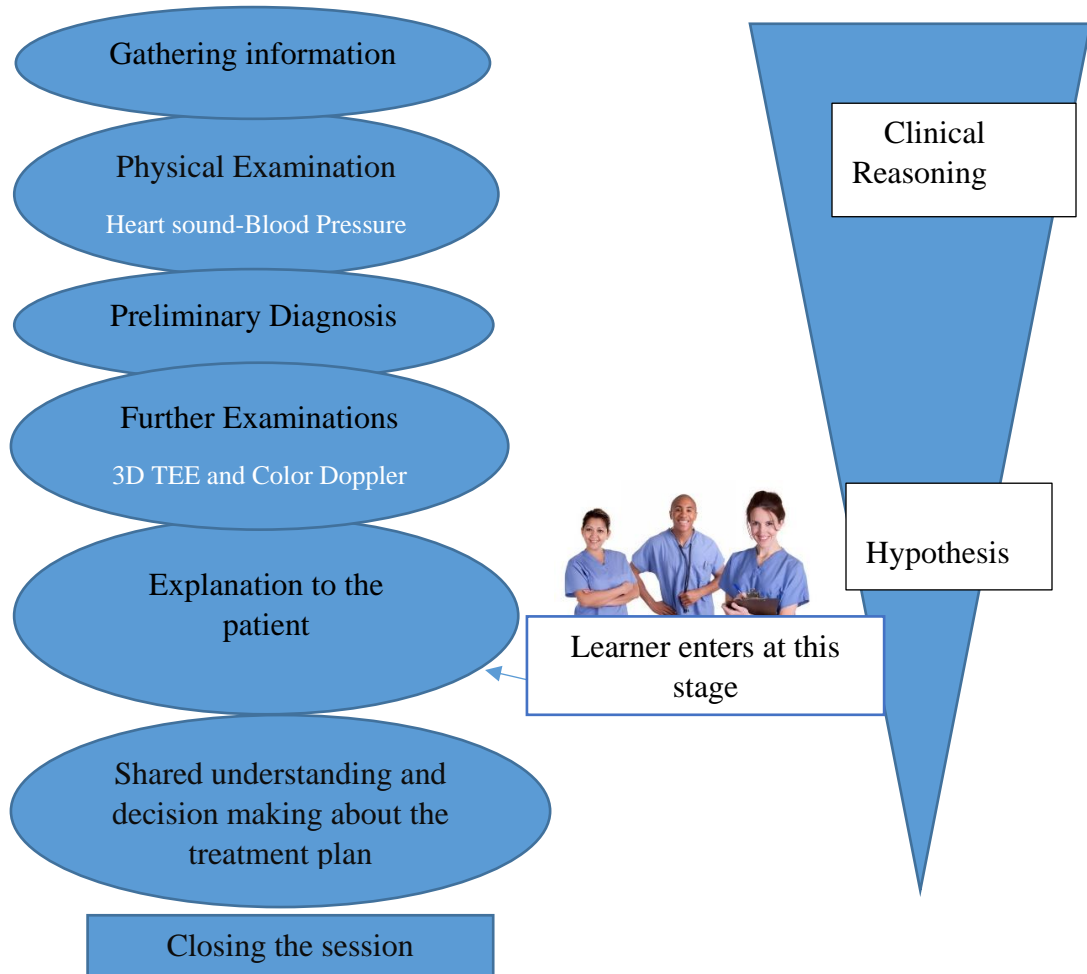 Gathering information
Physical Examination
Heart sound-Blood Pressure
Preliminary Diagnosis
Further Examinations
3D TEE and Color Doppler
Explanation to the
patient
Shared understanding and
decision making about the
treatment plan
Closing the session
Learner enters at this
stage
Clinical
Reasoning
Hypothesis